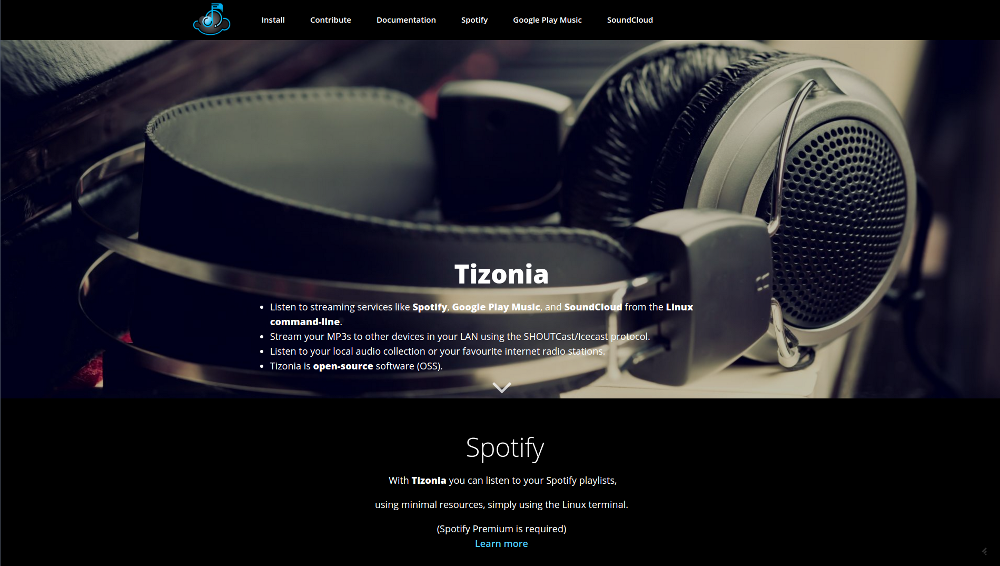 Install Contribute Documentation Spotify Google Play Music SoundCloud
Tizonia
• Listen to streaming services like Spotify, Google Play Music, and SoundCloud from the Linux
command-line.
• Stream your MP3s to other devices in your LAN using the SHOUTCast/Icecast protocol.
• Listen to your local audio collection or your favourite internet radio stations.
• Tizonia is open-source software (OSS).
Spotify
With Tizonia you can listen to your Spotify playlists,
using minimal resources, simply using the Linux terminal.
(Spotify Premium is required)
Learn more